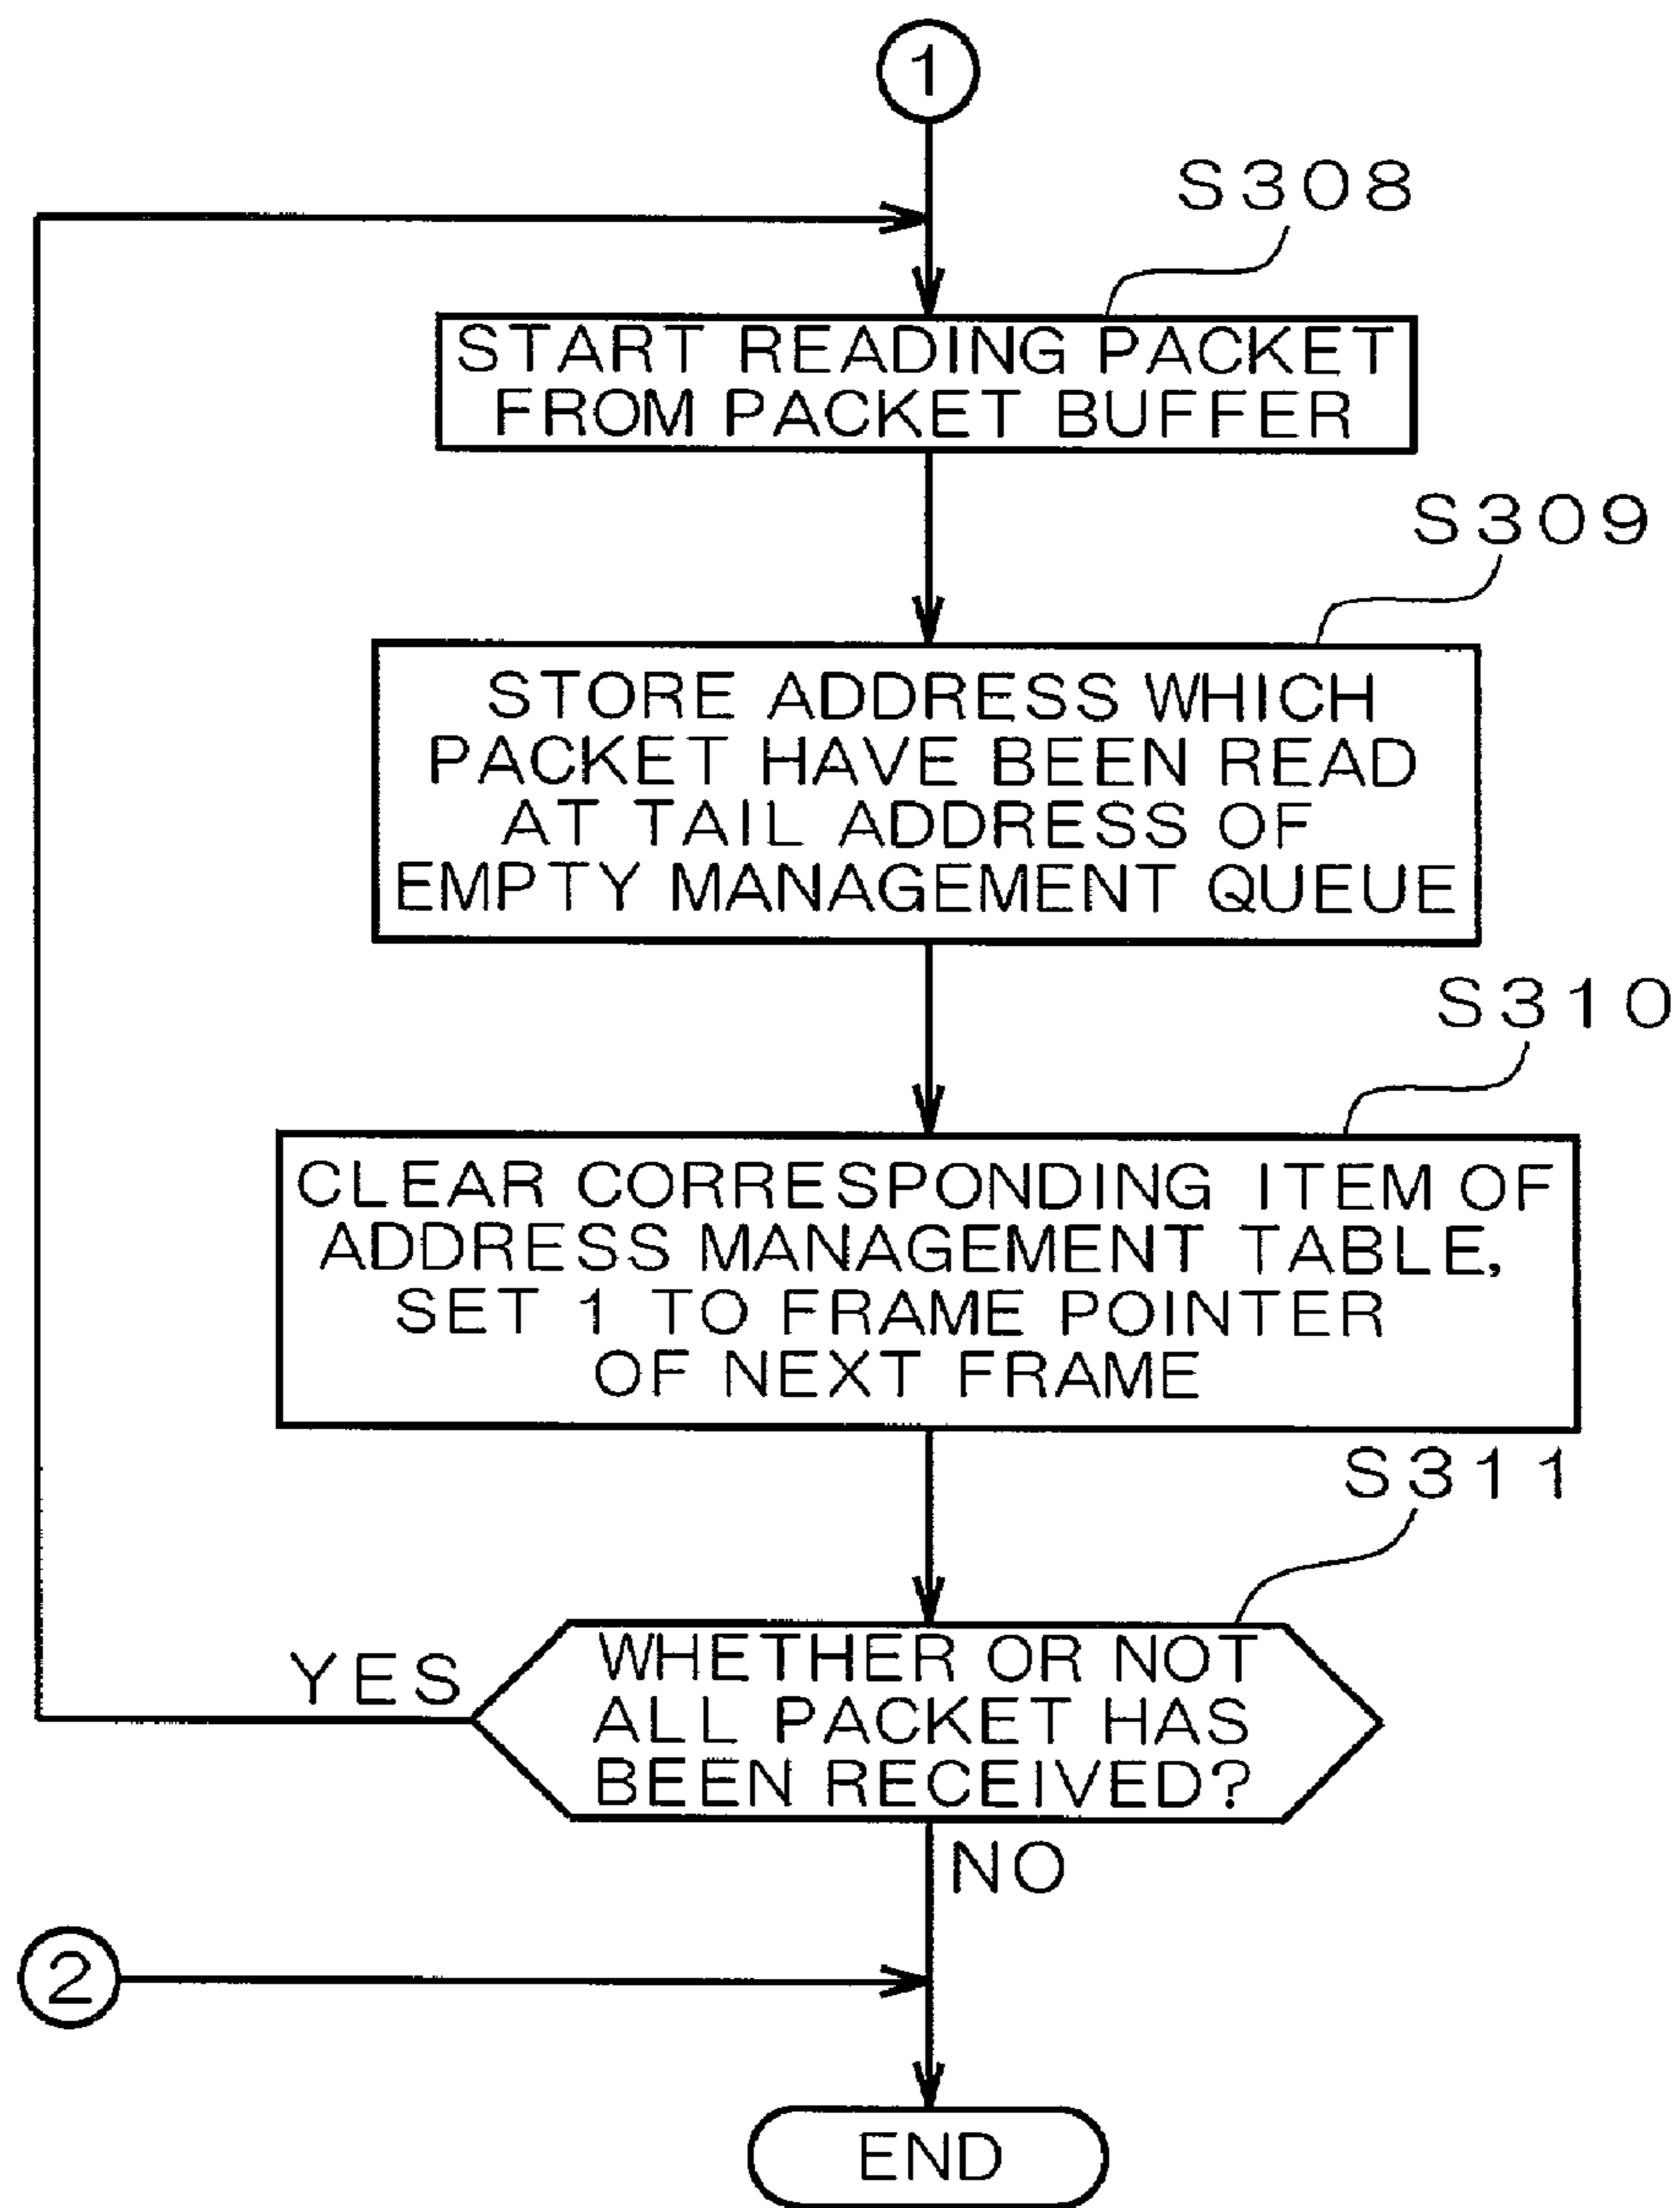 1
S308
START READING PACKET
FROM PACKET BUFFER
S309
STORE ADDRESS WHICH
PACKET HAVE BEEN READ
AT TAIL ADDRESS OF
EMPTY MANAGEMENT QUEUE
S310
CLEAR CORRESPONDING ITEM OF
ADDRESS MANAGEMENT TABLE,
SET 1 TO FRAME POINTER
OF NEXT FRAME
S311
YES
WHETHER OR NOT
ALL PACKET HAS
BEEN RECEIVED?
NO
2
END